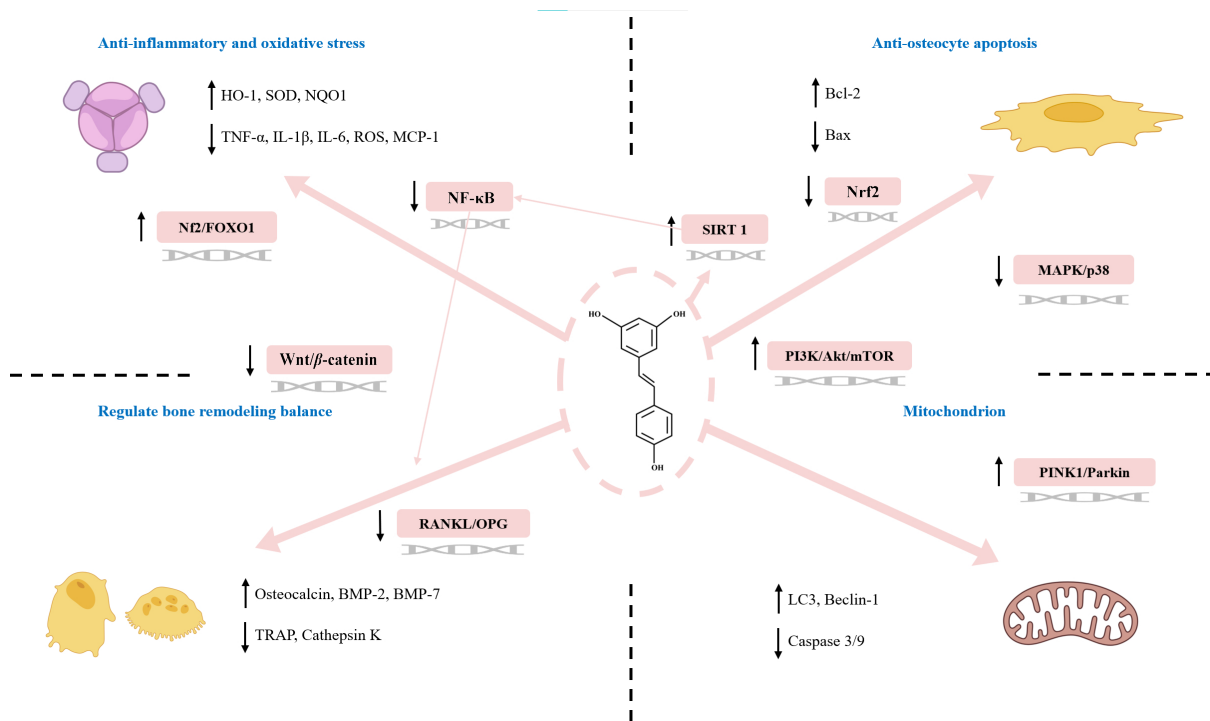 Anti-inflammatory and oxidative stress
HO-1, SOD, NQO1
TNF-α, IL-1β, IL-6, ROS, MCP-1
NF-κB
Nf2/FOXO1
Wnt/β-catenin
Anti-osteocyte apoptosis
Bcl-2
Bax
Nrf2
SIRT 1
MAPK/p38
PI3K/Akt/mTOR
HO
OH
OH
Regulate bone remodeling balance
RANKL/OPG
Osteocalcin, BMP-2, BMP-7
TRAP, Cathepsin K
Mitochondrion
PINK1/Parkin
LC3, Beclin-1
Caspase 3/9